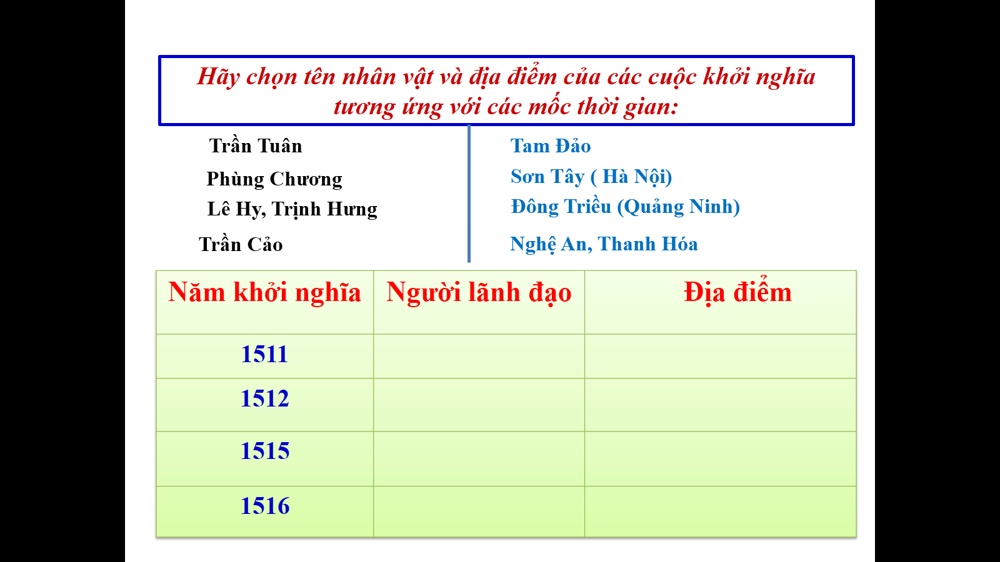 Hãy chọn tên nhân vật và địa điểm của các cuộc khởi nghĩa
tương ứng với các mốc thời gian:
Trần Tuân
Phùng Chương
Lê Hy, Trịnh Hưng
Trần Cảo
Tam Đảo
Sơn Tây ( Hà Nội)
Đông Triều (Quảng Ninh)
Nghệ An, Thanh Hóa
Năm khởi nghĩa Người lãnh đạo Địa điểm
1511
1512
1515
1516